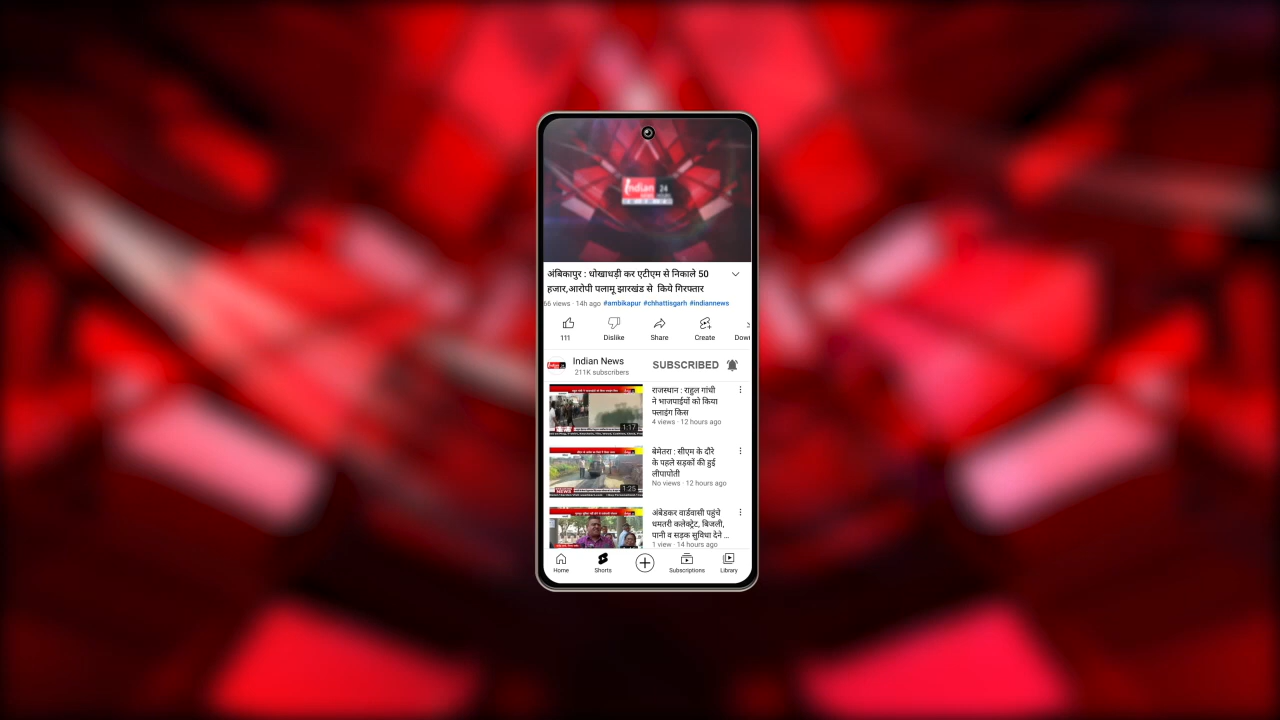 Indian 24
अंबिकापुर : धोखाधड़ी कर एटीएम से निकाले 50
हजार,आरोपी पलामू झारखंड से किये गिरफ्तार
66 views · 14h ago #ambikapur #chhattisgarh #indiannews
111 Dislike Share Create
Indian News
211K subscribers
SUBSCRIBED
राजस्थान : राहुल गांधी
ने भाजपाईयों को किया
फ्लाइंग किस
4 views · 12 hours ago
1:17
बेमेतरा : सीएम के दौरे
के पहले सड़कों की हुई
लीपापोती
No views · 12 hours ago
1:25
अंबेडकर वार्डवासी पहुंचे
धमतरी कलेक्ट्रेट, बिजली,
पानी व सड़क सुविधा देने ...
1 view · 14 hours ago
Home Shorts Subscriptions Library